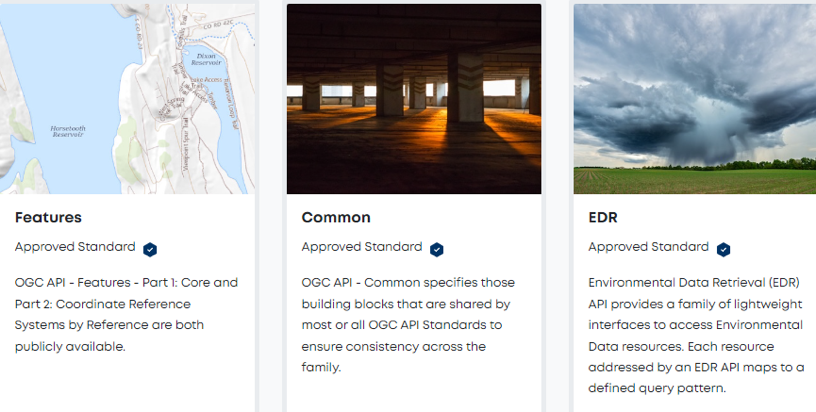 CO RD 42C
Dixon
Reservoir
Horsetooth
Reservoir
Features
Approved Standard
OGC API - Features - Part 1: Core and
Part 2: Coordinate Reference
Systems by Reference are both
publicly available.
Common
Approved Standard
OGC API - Common specifies those
building blocks that are shared by
most or all OGC API Standards to
ensure consistency across the
family.
EDR
Approved Standard
Environmental Data Retrieval (EDR)
API provides a family of lightweight
interfaces to access Environmental
Data resources. Each resource
addressed by an EDR API maps to a
defined query pattern.